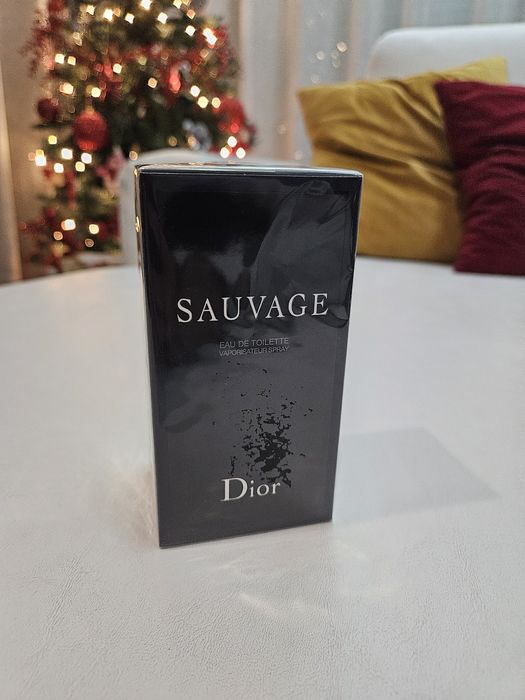 SAUVAGE
EAU DE TOILETTE
VAPORISATEUR SPRAY
Dior